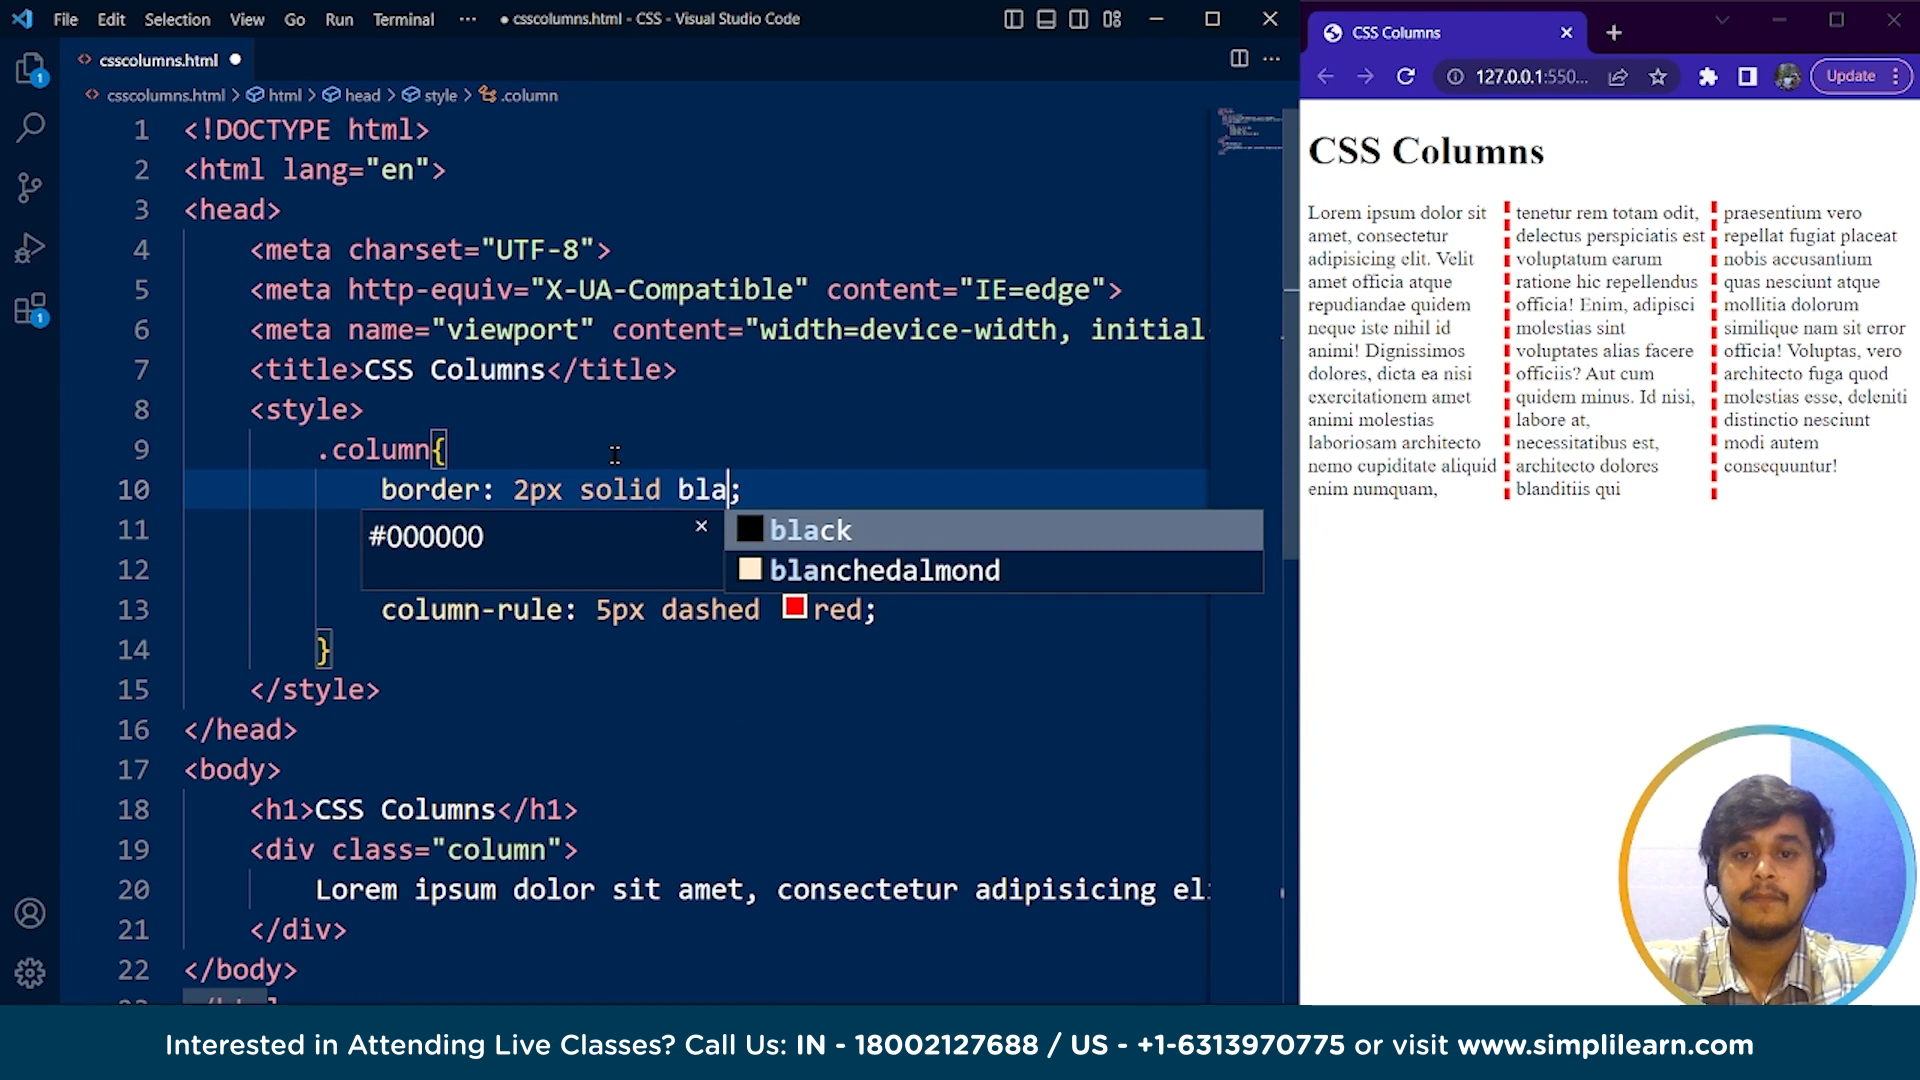 File Edit Selection View Go Run Terminal ··· ● csscolumns.html - CSS - Visual Studio Code
csscolumns.html
csscolumns.html > html > head > style > .column
1 <!DOCTYPE html>
2 <html lang="en">
3 <head>
4 <meta charset="UTF-8">
5 <meta http-equiv="X-UA-Compatible" content="IE=edge">
6 <meta name="viewport" content="width=device-width, initial
7 <title>CSS Columns</title>
8 <style>
9 .column{
10 border: 2px solid bla;
11
#000000
black
12
blanchedalmond
13 column-rule: 5px dashed red;
14 }
15 </style>
16 </head>
17 <body>
18 <h1>CSS Columns</h1>
19 <div class="column">
20 Lorem ipsum dolor sit amet, consectetur adipisicing el
21 </div>
22 </body>
1
1
CSS Columns
127.0.0.1:550...
Update
CSS Columns
Lorem ipsum dolor sit
amet, consectetur
adipisicing elit. Velit
amet officia atque
repudiandae quidem
neque iste nihil id
animi! Dignissimos
dolores, dicta ea nisi
exercitationem amet
animi molestias
laboriosam architecto
nemo cupiditate aliquid
enim numquam,
tenetur rem totam odit,
delectus perspiciatis est
voluptatum earum
ratione hic repellendus
officia! Enim, adipisci
molestias sint
voluptates alias facere
officiis? Aut cum
quidem minus. Id nisi,
labore at,
necessitatibus est,
architecto dolores
blanditiis qui
praesentium vero
repellat fugiat placeat
nobis accusantium
quas nesciunt atque
mollitia dolorum
similique nam sit error
officia! Voluptas, vero
architecto fuga quod
molestias esse, deleniti
distinctio nesciunt
modi autem
consequuntur!
Interested in Attending Live Classes? Call Us: IN - 18002127688 / US - +1-6313970775 or visit www.simplilearn.com